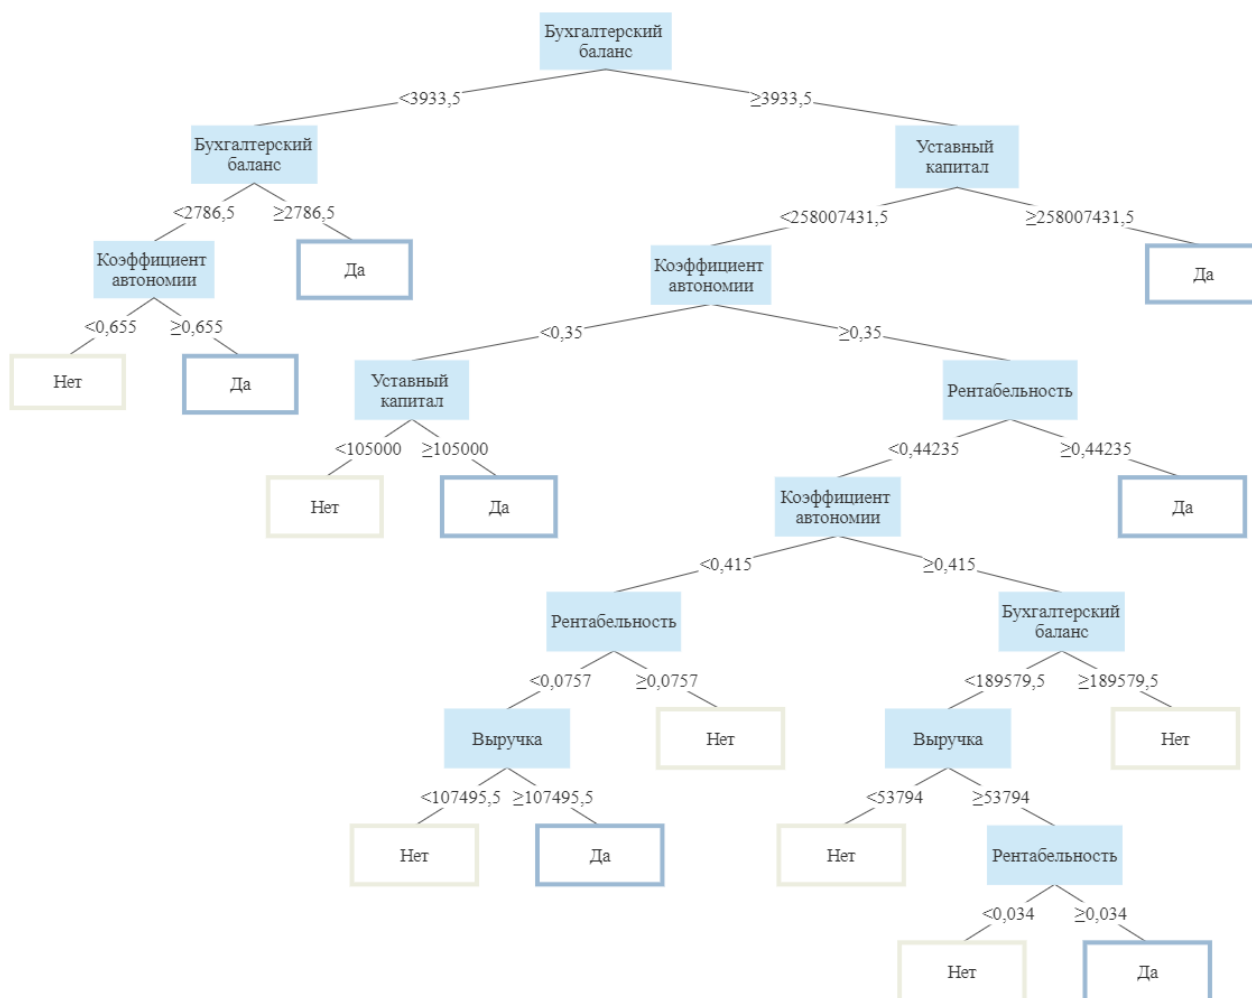 Бухгалтерский
баланс
<3933,5
≥3933,5
Бухгалтерский
баланс
Уставный
капитал
<2786,5
≥2786,5
<258007431,5
≥258007431,5
Коэффициент
автономии
Да
Коэффициент
автономии
Да
<0,655
≥0,655
<0,35
≥0,35
Нет
Да
Уставный
капитал
Рентабельность
<105000
≥105000
<0,44235
≥0,44235
Нет
Да
Коэффициент
автономии
Да
<0,415
≥0,415
Рентабельность
Бухгалтерский
баланс
<0,0757
≥0,0757
<189579,5
≥189579,5
Выручка
Нет
Выручка
Нет
<107495,5
≥107495,5
<53794
≥53794
Нет
Да
Нет
Рентабельность
<0,034
≥0,034
Нет
Да